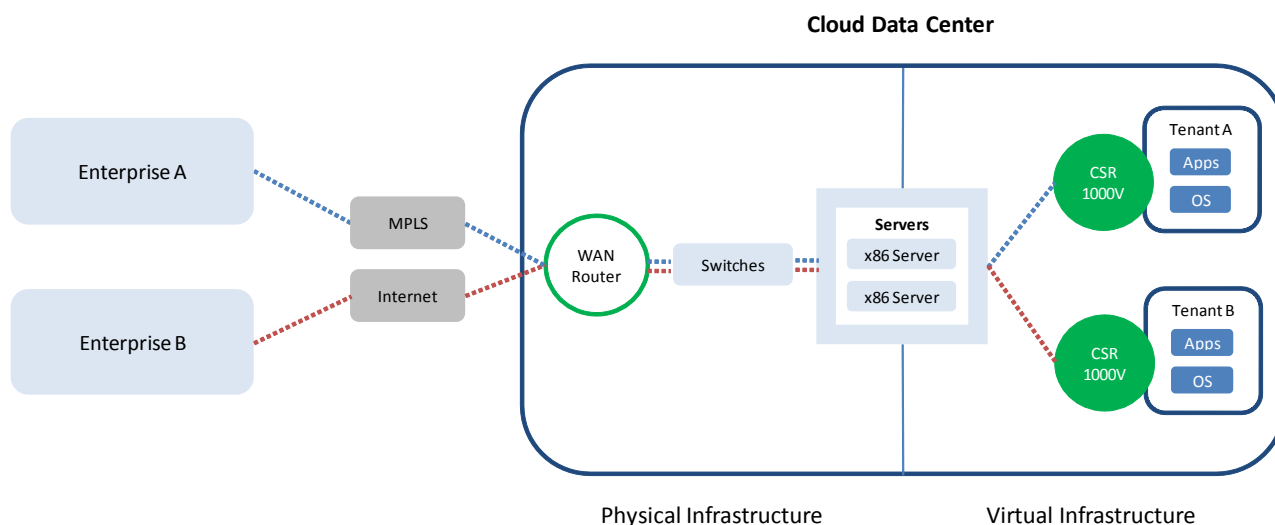 Cloud Data Center
Enterprise A
MPLS
Internet
Enterprise B
WAN
Router
Switches
Servers
x86 Server
x86 Server
CSR
1000V
Tenant A
Apps
OS
CSR
1000V
Tenant B
Apps
OS
Physical Infrastructure
Virtual Infrastructure